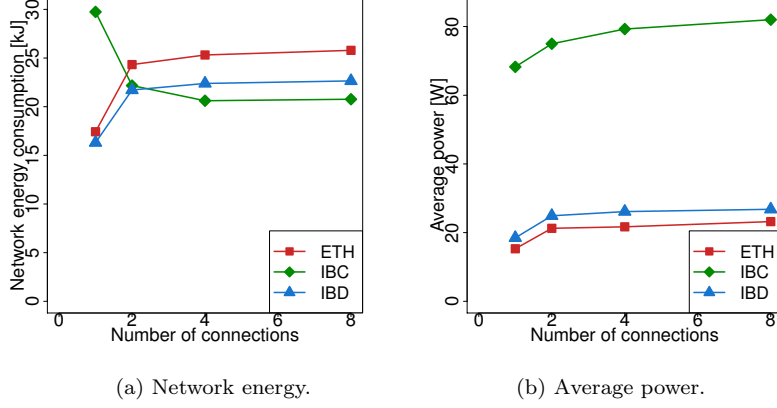 Network energy consumption [kJ]
30
25
20
15
10
5
0
0 2 4 6 8
Number of connections
ETH
IBC
IBD
(a) Network energy.
Average power [W]
80
60
40
20
0
0 2 4 6 8
Number of connections
ETH
IBC
IBD
(b) Average power.